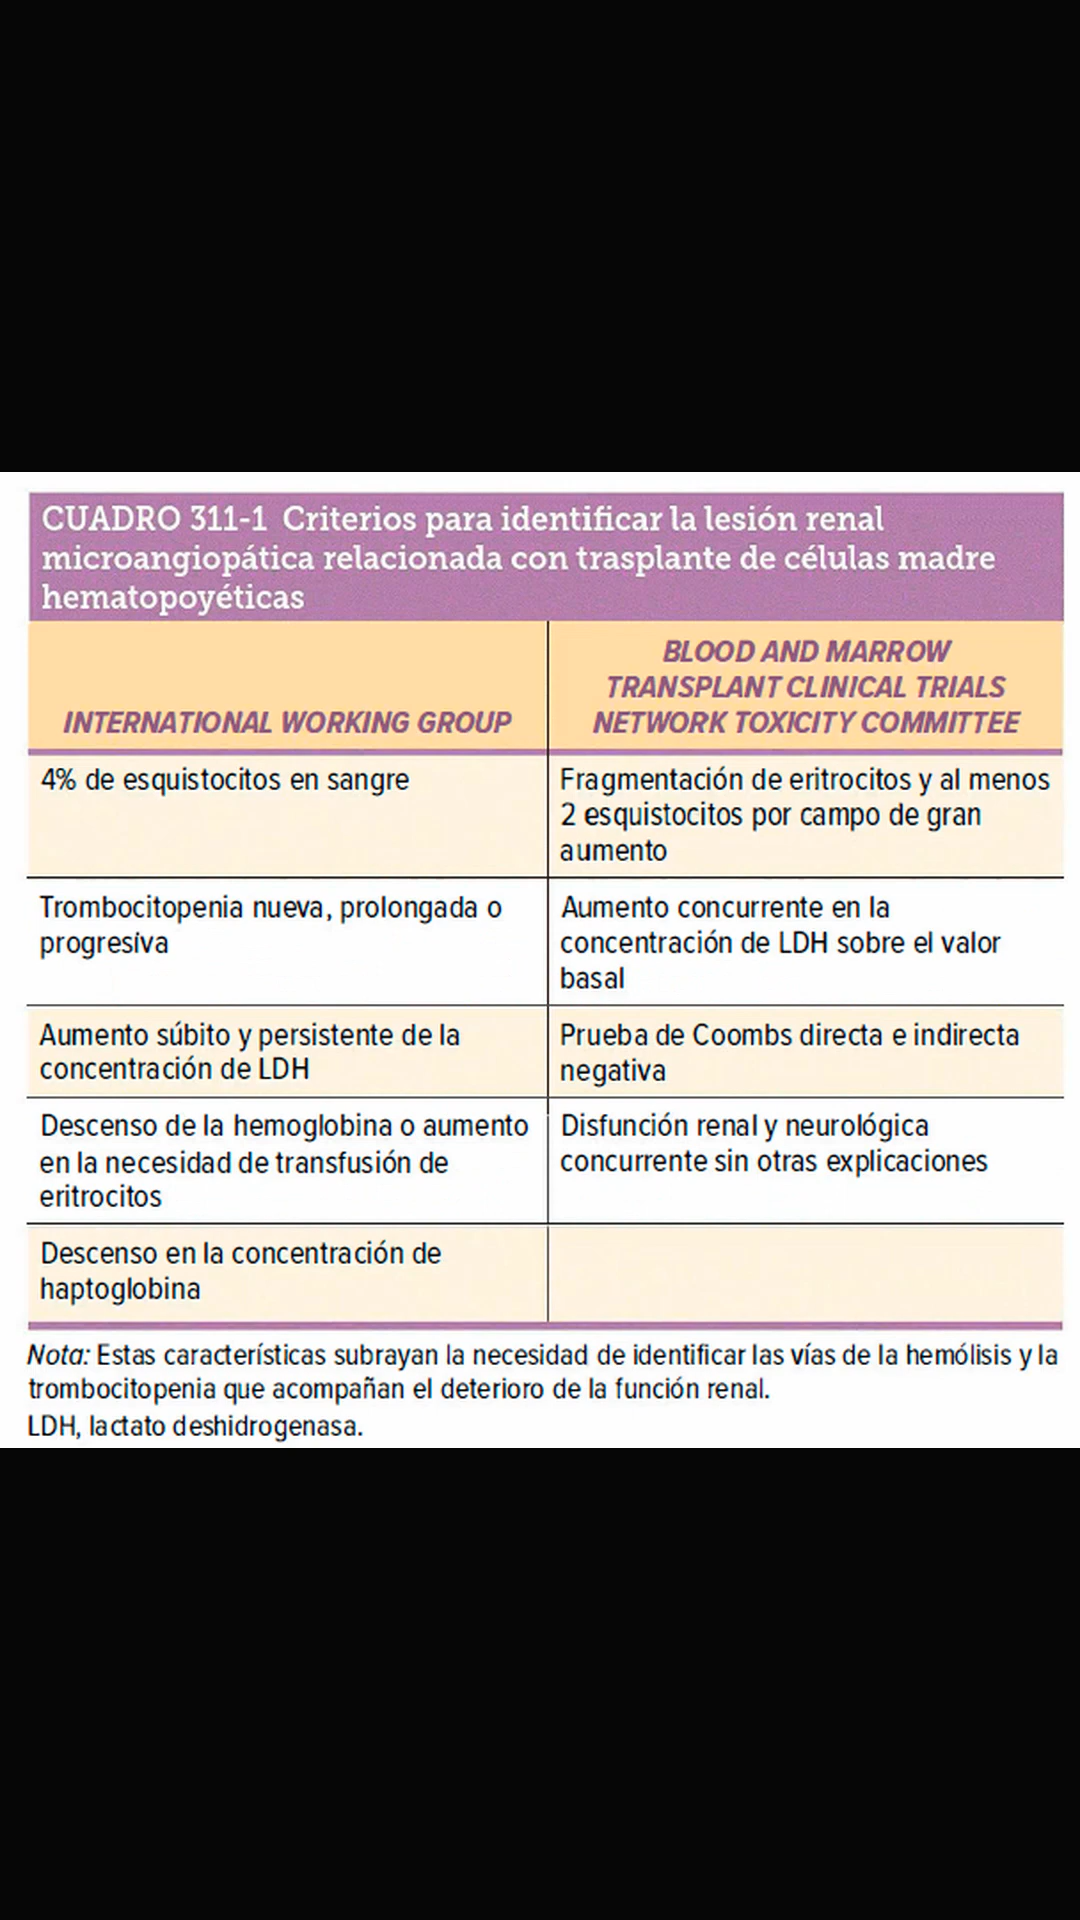 CUADRO 311-1 Criterios para identificar la lesión renal
microangiopática relacionada con trasplante de células madre
hematopoyéticas
INTERNATIONAL WORKING GROUP
BLOOD AND MARROW
TRANSPLANT CLINICAL TRIALS
NETWORK TOXICITY COMMITTEE
4% de esquistocitos en sangre
Fragmentación de eritrocitos y al menos
2 esquistocitos por campo de gran
aumento
Trombocitopenia nueva, prolongada o
progresiva
Aumento concurrente en la
concentración de LDH sobre el valor
basal
Aumento súbito y persistente de la
concentración de LDH
Prueba de Coombs directa e indirecta
negativa
Descenso de la hemoglobina o aumento
en la necesidad de transfusión de
eritrocitos
Disfunción renal y neurológica
concurrente sin otras explicaciones
Descenso en la concentración de
haptoglobina
Nota: Estas características subrayan la necesidad de identificar las vías de la hemólisis y la
trombocitopenia que acompañan el deterioro de la función renal.
LDH, lactato deshidrogenasa.